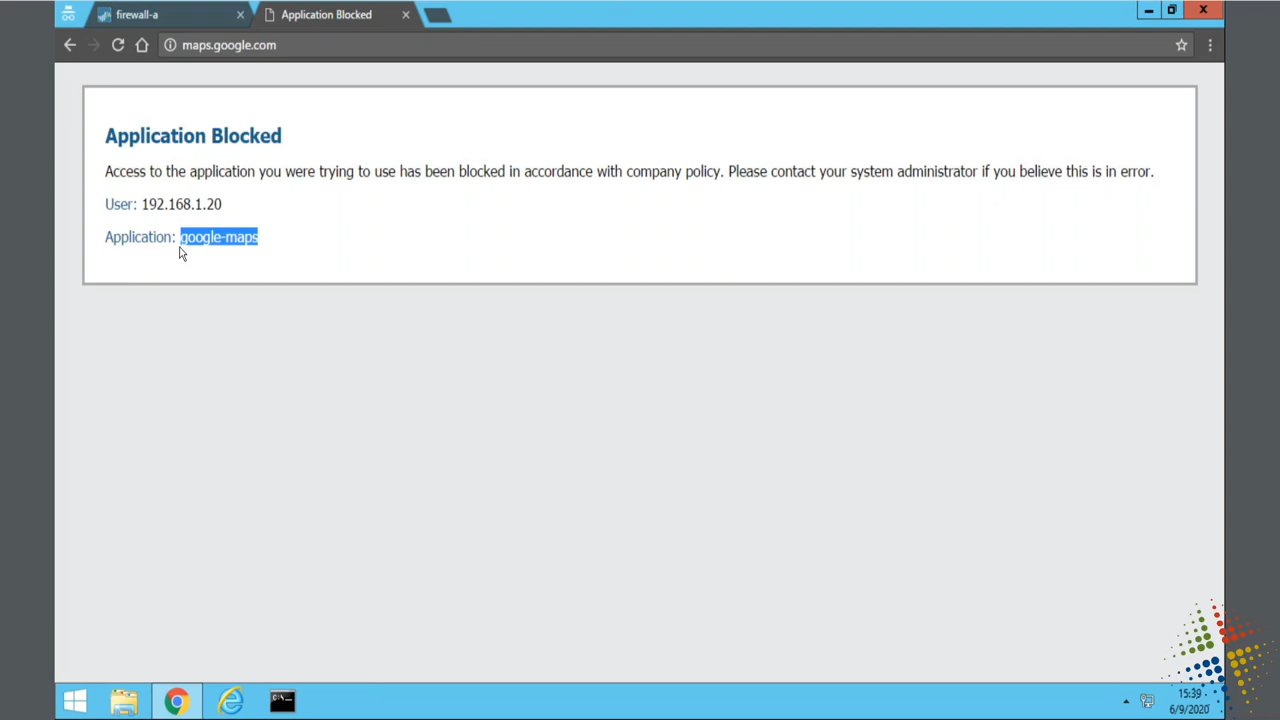 firewall-a
Application Blocked
maps.google.com
Application Blocked
Access to the application you were trying to use has been blocked in accordance with company policy. Please contact your system administrator if you believe this is in error.
User: 192.168.1.20
Application: google-maps
C:\.
15:39
6/9/2020